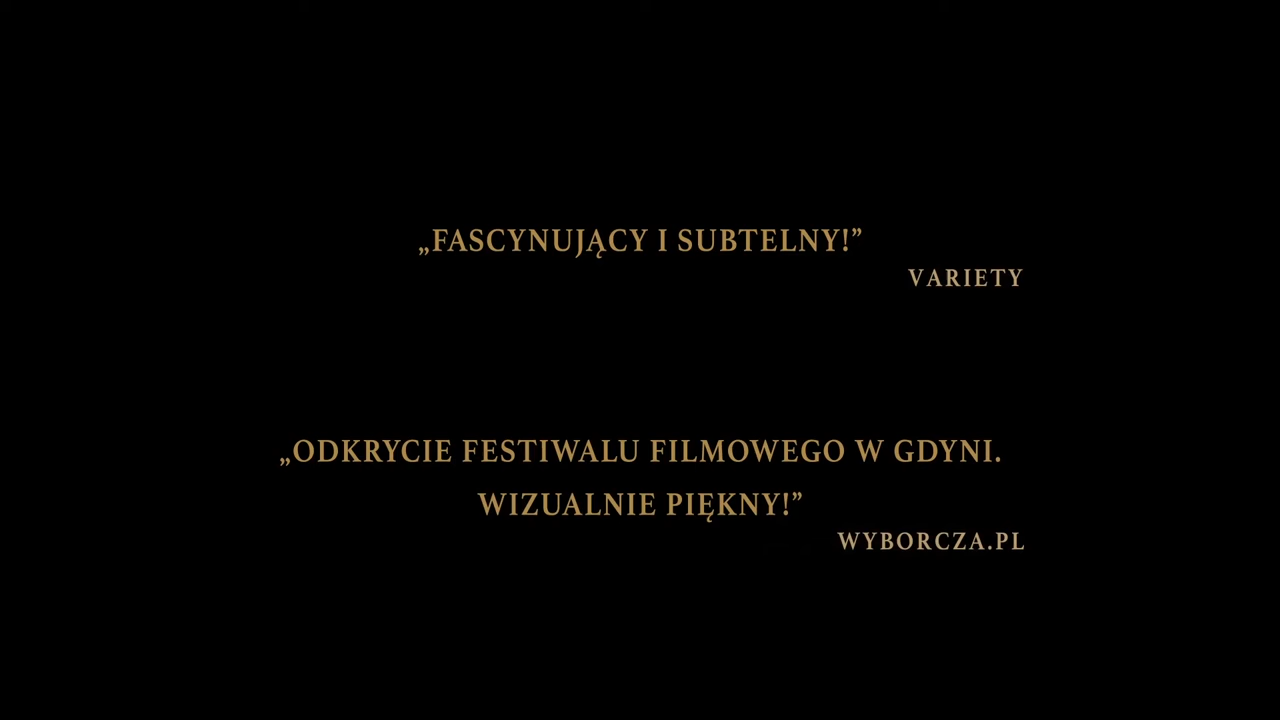 „FASCYNUJĄCY I SUBTELNY!”
VARIETY
„ODKRYCIE FESTIWALU FILMOWEGO W GDYNI.
WIZUALNIE PIĘKNY!”
WYBORCZA.PL